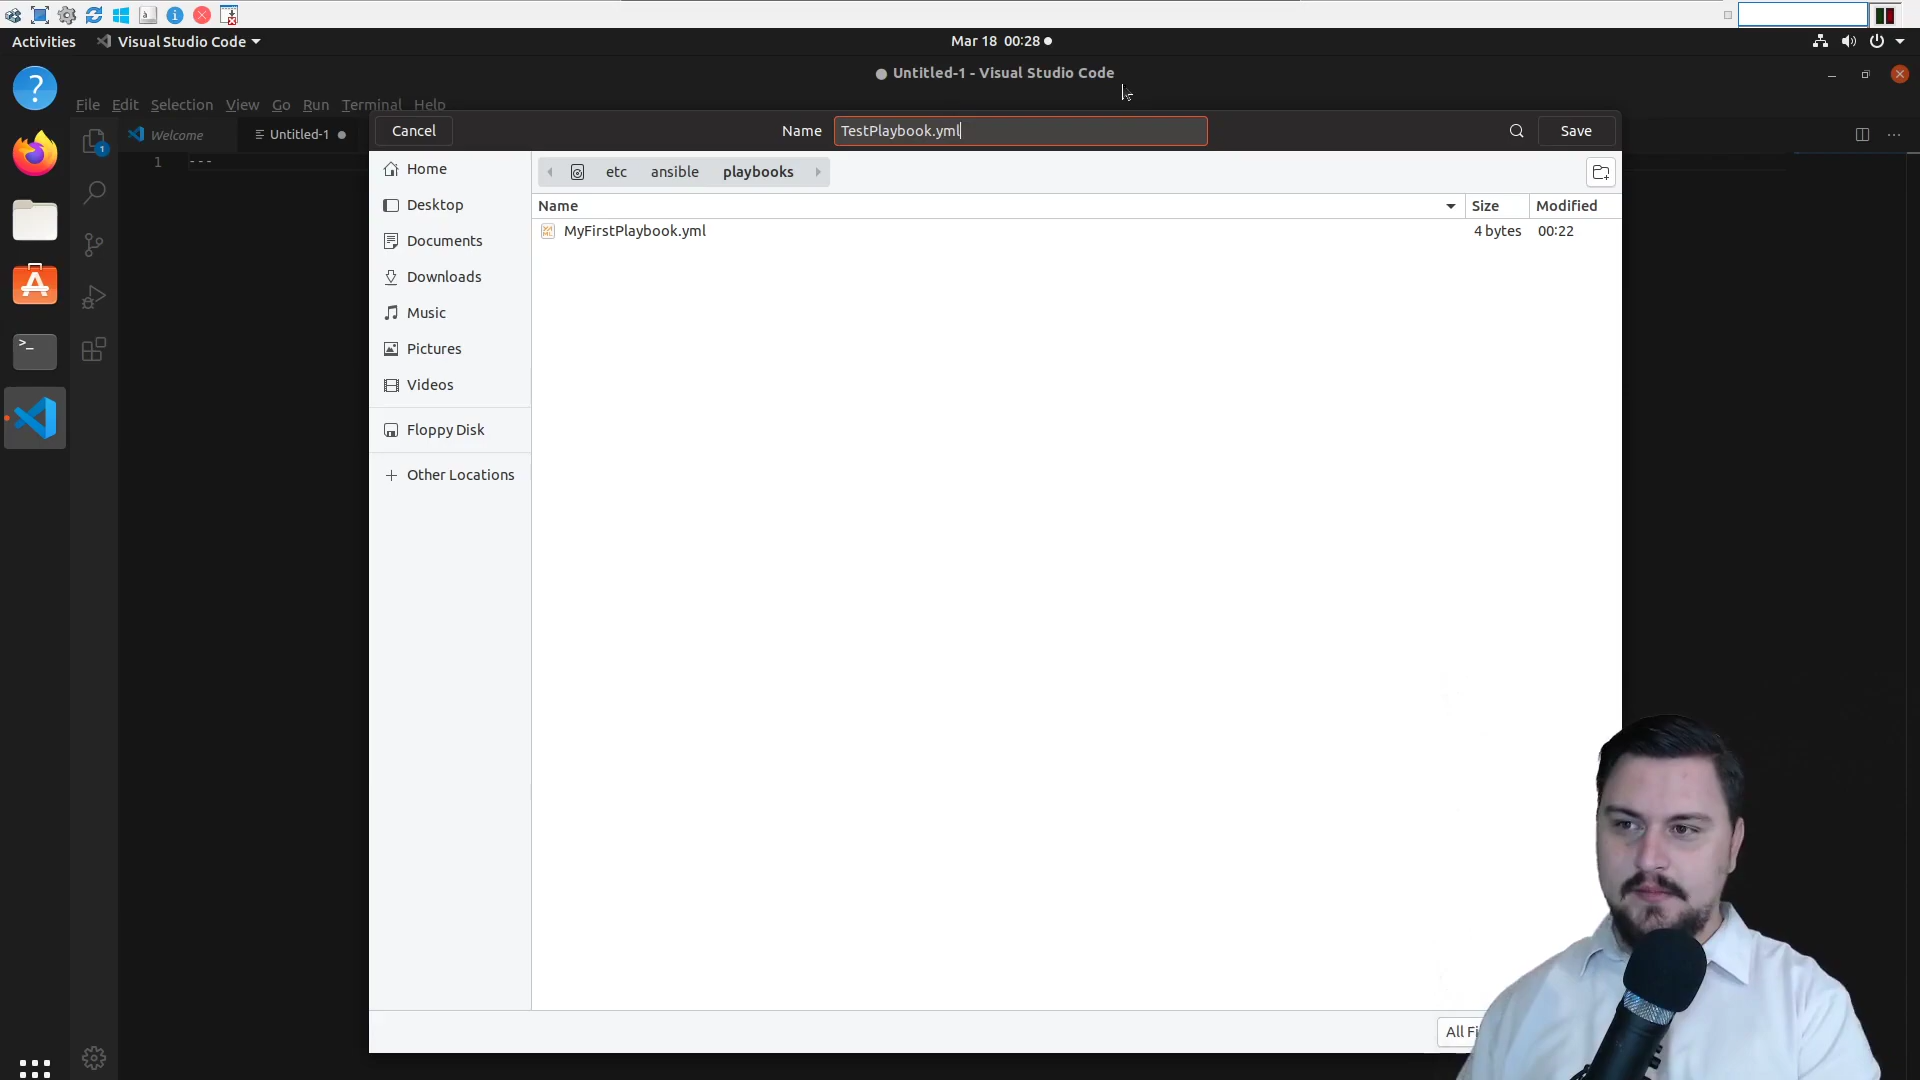 Activities Visual Studio Code Mar 18 00:28
Untitled-1 - Visual Studio Code
File Edit Selection View Go Run Terminal Help
Welcome Untitled-1
1 ---
Cancel Name TestPlaybook.yml Save
etc ansible playbooks
Name Size Modified
MyFirstPlaybook.yml 4 bytes 00:22
Home
Desktop
Documents
Downloads
Music
Pictures
Videos
Floppy Disk
Other Locations
All Fi